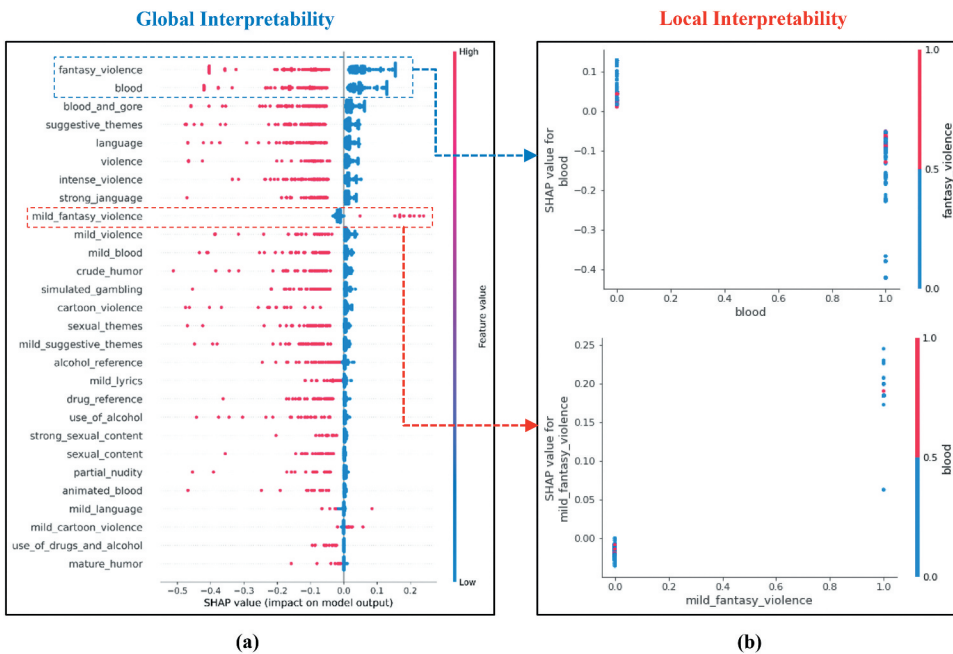 Global Interpretability
Local Interpretability
High
fantasy_violence
blood
blood_and_gore
suggestive_themes
language
violence
intense_violence
strong_janguage
mild_fantasy_violence
mild_violence
mild_blood
crude_humor
simulated_gambling
cartoon_violence
sexual_themes
mild_suggestive_themes
alcohol_reference
mild_lyrics
drug_reference
use_of_alcohol
strong_sexual_content
sexual_content
partial_nudity
animated_blood
mild_language
mild_cartoon_violence
use_of_drugs_and_alcohol
mature_humor
Feature value
Low
−0.5 −0.4 −0.3 −0.2 −0.1 0.0 0.1 0.2
SHAP value (impact on model output)
(a)
SHAP value for
blood
0.1
0.0
−0.1
−0.2
−0.3
−0.4
0.0 0.2 0.4 0.6 0.8 1.0
blood
1.0
0.5
0.0
fantasy_violence
SHAP value for
mild_fantasy_violence
0.25
0.20
0.15
0.10
0.05
0.00
0.0 0.2 0.4 0.6 0.8 1.0
mild_fantasy_violence
1.0
0.5
0.0
blood
(b)